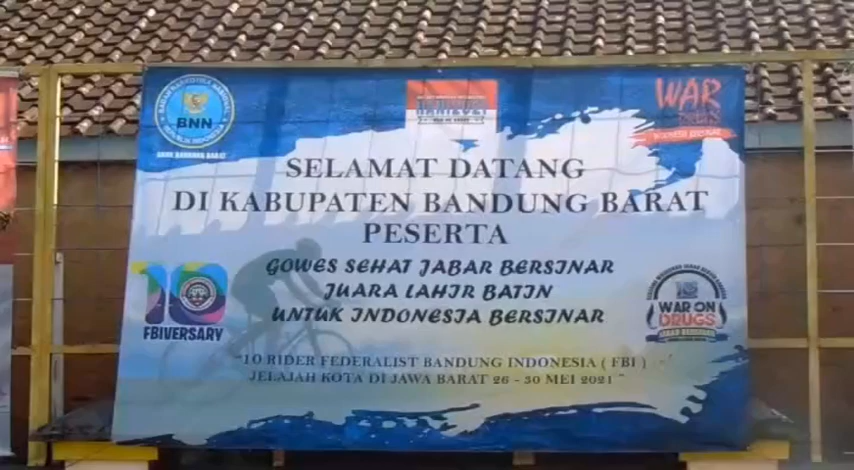 BNN
WAR
SELAMAT DATANG
DI KABUPATEN BANDUNG BARAT
PESERTA
GOWES SEHAT JABAR BERSINAR
JUARA LAHIR BATIN
UNTUK INDONESIA BERSINAR
10
FBIVERSARY
10
WAR ON
DRUGS
"10 RIDER FEDERALIST BANDUNG INDONESIA ( FBI )
JELAJAH KOTA DI JAWA BARAT 26 - 30 MEI 2021 "